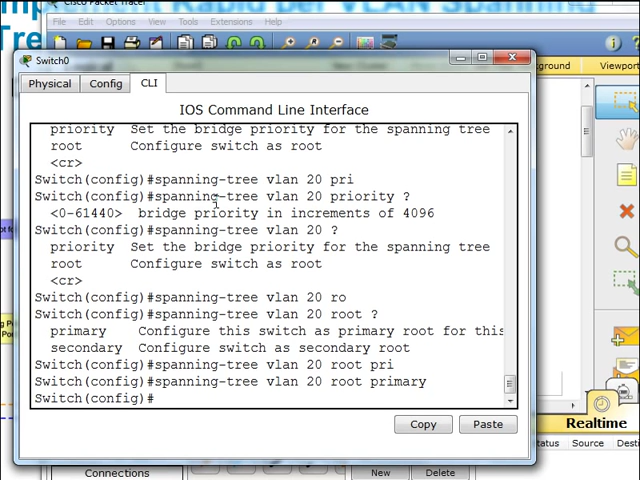 Cisco Packet Tracer
File Edit Options View Tools Extensions Help
Switch0
Physical Config CLI
IOS Command Line Interface
priority Set the bridge priority for the spanning tree
root Configure switch as root
<cr>
Switch(config)#spanning-tree vlan 20 pri
Switch(config)#spanning-tree vlan 20 priority ?
<0-61440> bridge priority in increments of 4096
Switch(config)#spanning-tree vlan 20 ?
priority Set the bridge priority for the spanning tree
root Configure switch as root
<cr>
Switch(config)#spanning-tree vlan 20 ro
Switch(config)#spanning-tree vlan 20 root ?
primary Configure this switch as primary root for this
secondary Configure switch as secondary root
Switch(config)#spanning-tree vlan 20 root pri
Switch(config)#spanning-tree vlan 20 root primary
Switch(config)#
Copy Paste
Viewport
Realtime
Source Destin
Connections
New Delete